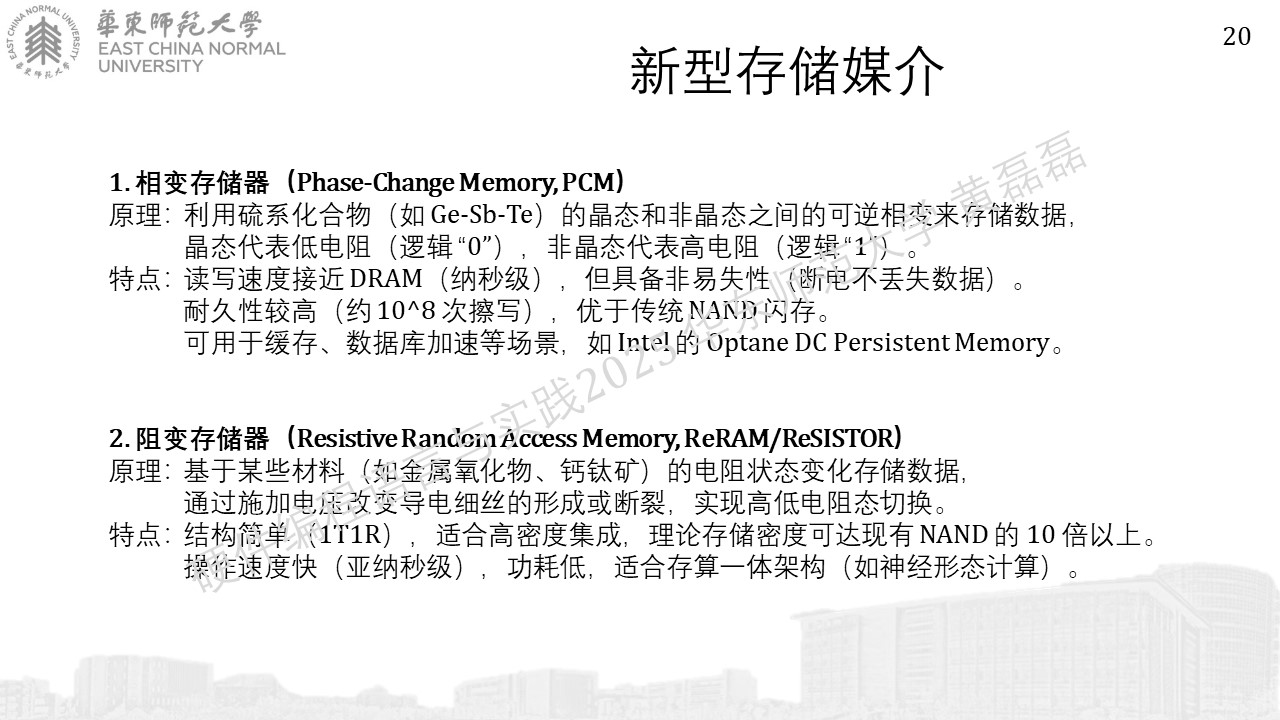 華東師范大學
EAST CHINA NORMAL
UNIVERSITY
EAST CHINA NORMAL UNIVERSITY
華東师范大學
20
新型存储媒介
1. 相变存储器（Phase-Change Memory, PCM）
原理：利用硫系化合物（如 Ge-Sb-Te）的晶态和非晶态之间的可逆相变来存储数据，
晶态代表低电阻（逻辑 “0”），非晶态代表高电阻（逻辑 “1”）。
特点：读写速度接近 DRAM（纳秒级），但具备非易失性（断电不丢失数据）。
耐久性较高（约 10^8 次擦写），优于传统 NAND 闪存。
可用于缓存、数据库加速等场景，如 Intel 的 Optane DC Persistent Memory。
2. 阻变存储器（Resistive Random Access Memory, ReRAM/ReSISTOR）
原理：基于某些材料（如金属氧化物、钙钛矿）的电阻状态变化存储数据，
通过施加电压改变导电细丝的形成或断裂，实现高低电阻态切换。
特点：结构简单（1T1R），适合高密度集成，理论存储密度可达现有 NAND 的 10 倍以上。
操作速度快（亚纳秒级），功耗低，适合存算一体架构（如神经形态计算）。
硬件编程语言与实践2025 华东师范大学 黄磊磊